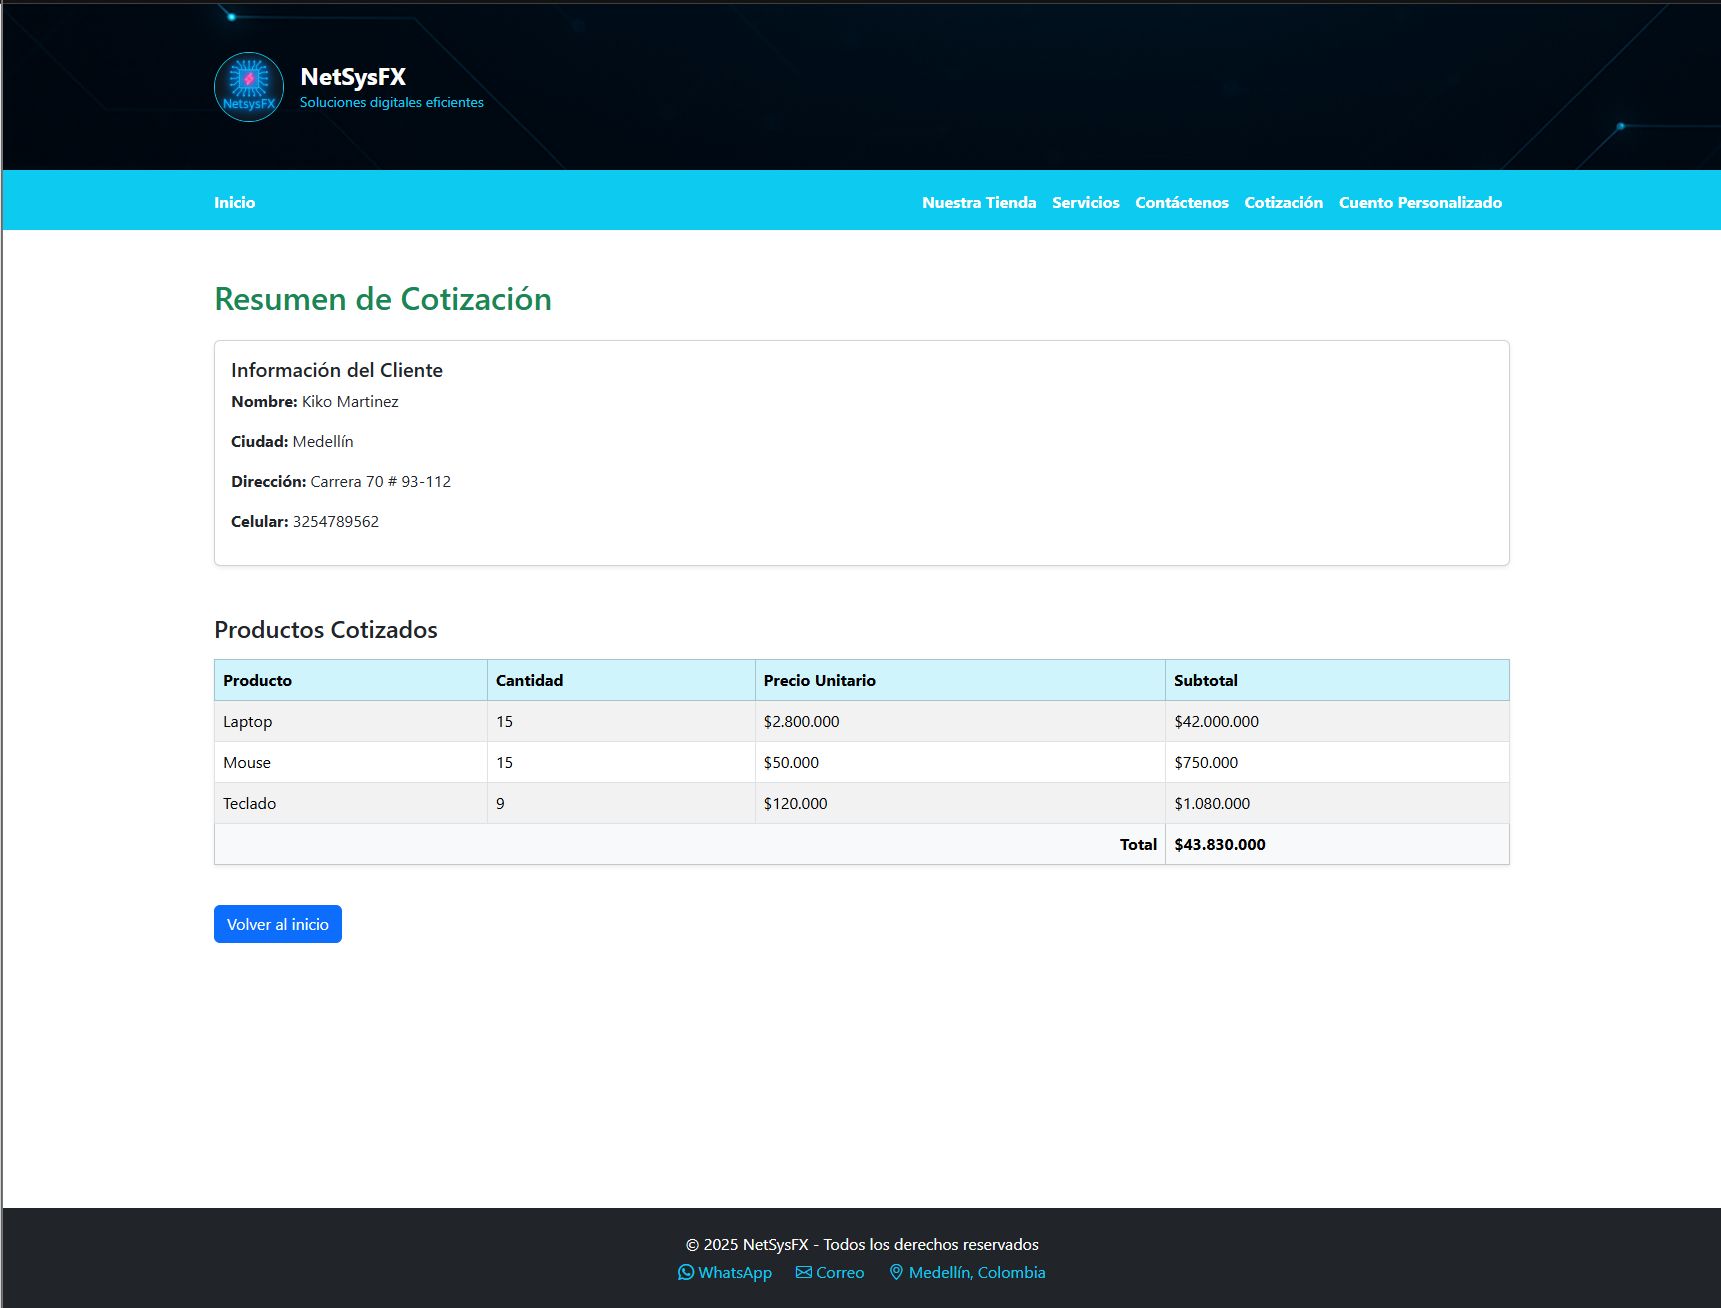 NetSysFX
NetsysFX
Soluciones digitales eficientes
Inicio Nuestra Tienda Servicios Contáctenos Cotización Cuento Personalizado
Resumen de Cotización
Información del Cliente
Nombre: Kiko Martinez
Ciudad: Medellín
Dirección: Carrera 70 # 93-112
Celular: 3254789562
Productos Cotizados
Producto Cantidad Precio Unitario Subtotal
Laptop 15 $2.800.000 $42.000.000
Mouse 15 $50.000 $750.000
Teclado 9 $120.000 $1.080.000
Total $43.830.000
Volver al inicio
© 2025 NetSysFX - Todos los derechos reservados
WhatsApp Correo Medellín, Colombia